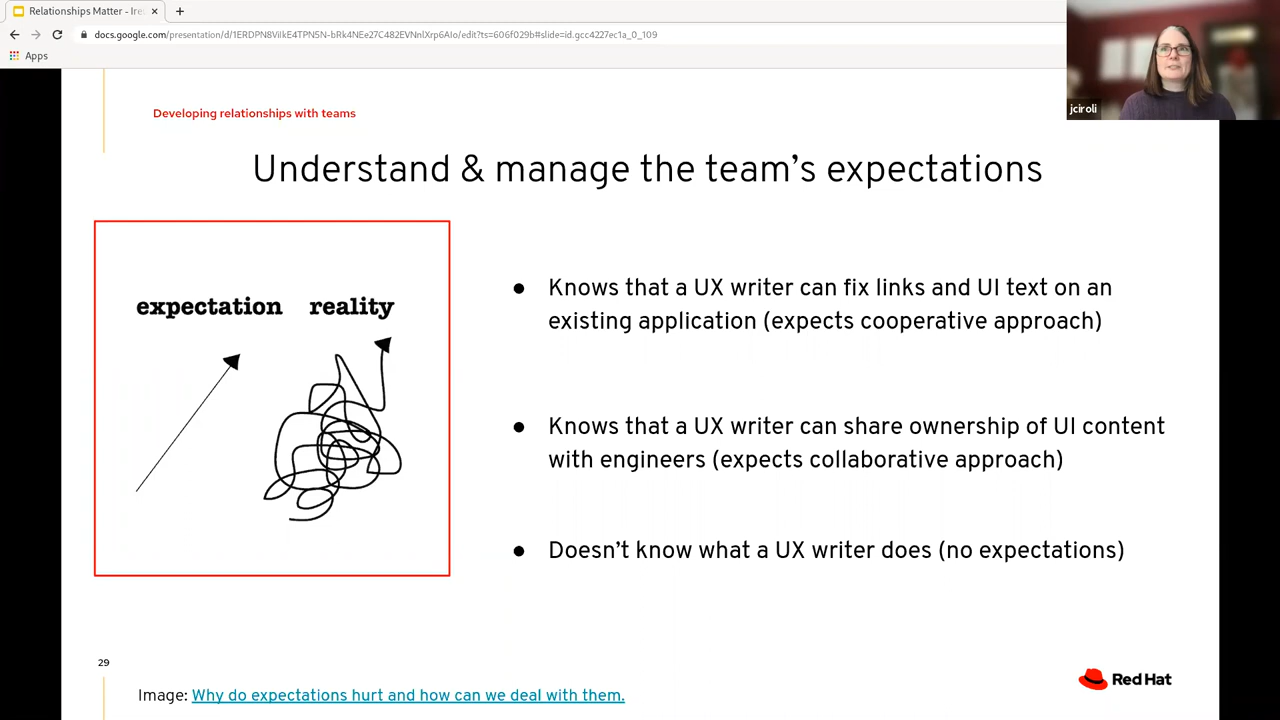 Relationships Matter - Ire
docs.google.com/presentation/d/1ERDPN8ViIkE4TPN5N-bRk4NEe27C482EVNnlXrp6AIo/edit?ts=606f029b#slide=id.gcc4227ec1a_0_109
Apps
jciroli
Developing relationships with teams
Understand & manage the team's expectations
expectation reality
● Knows that a UX writer can fix links and UI text on an
existing application (expects cooperative approach)
● Knows that a UX writer can share ownership of UI content
with engineers (expects collaborative approach)
● Doesn't know what a UX writer does (no expectations)
29
Red Hat
Image: Why do expectations hurt and how can we deal with them.